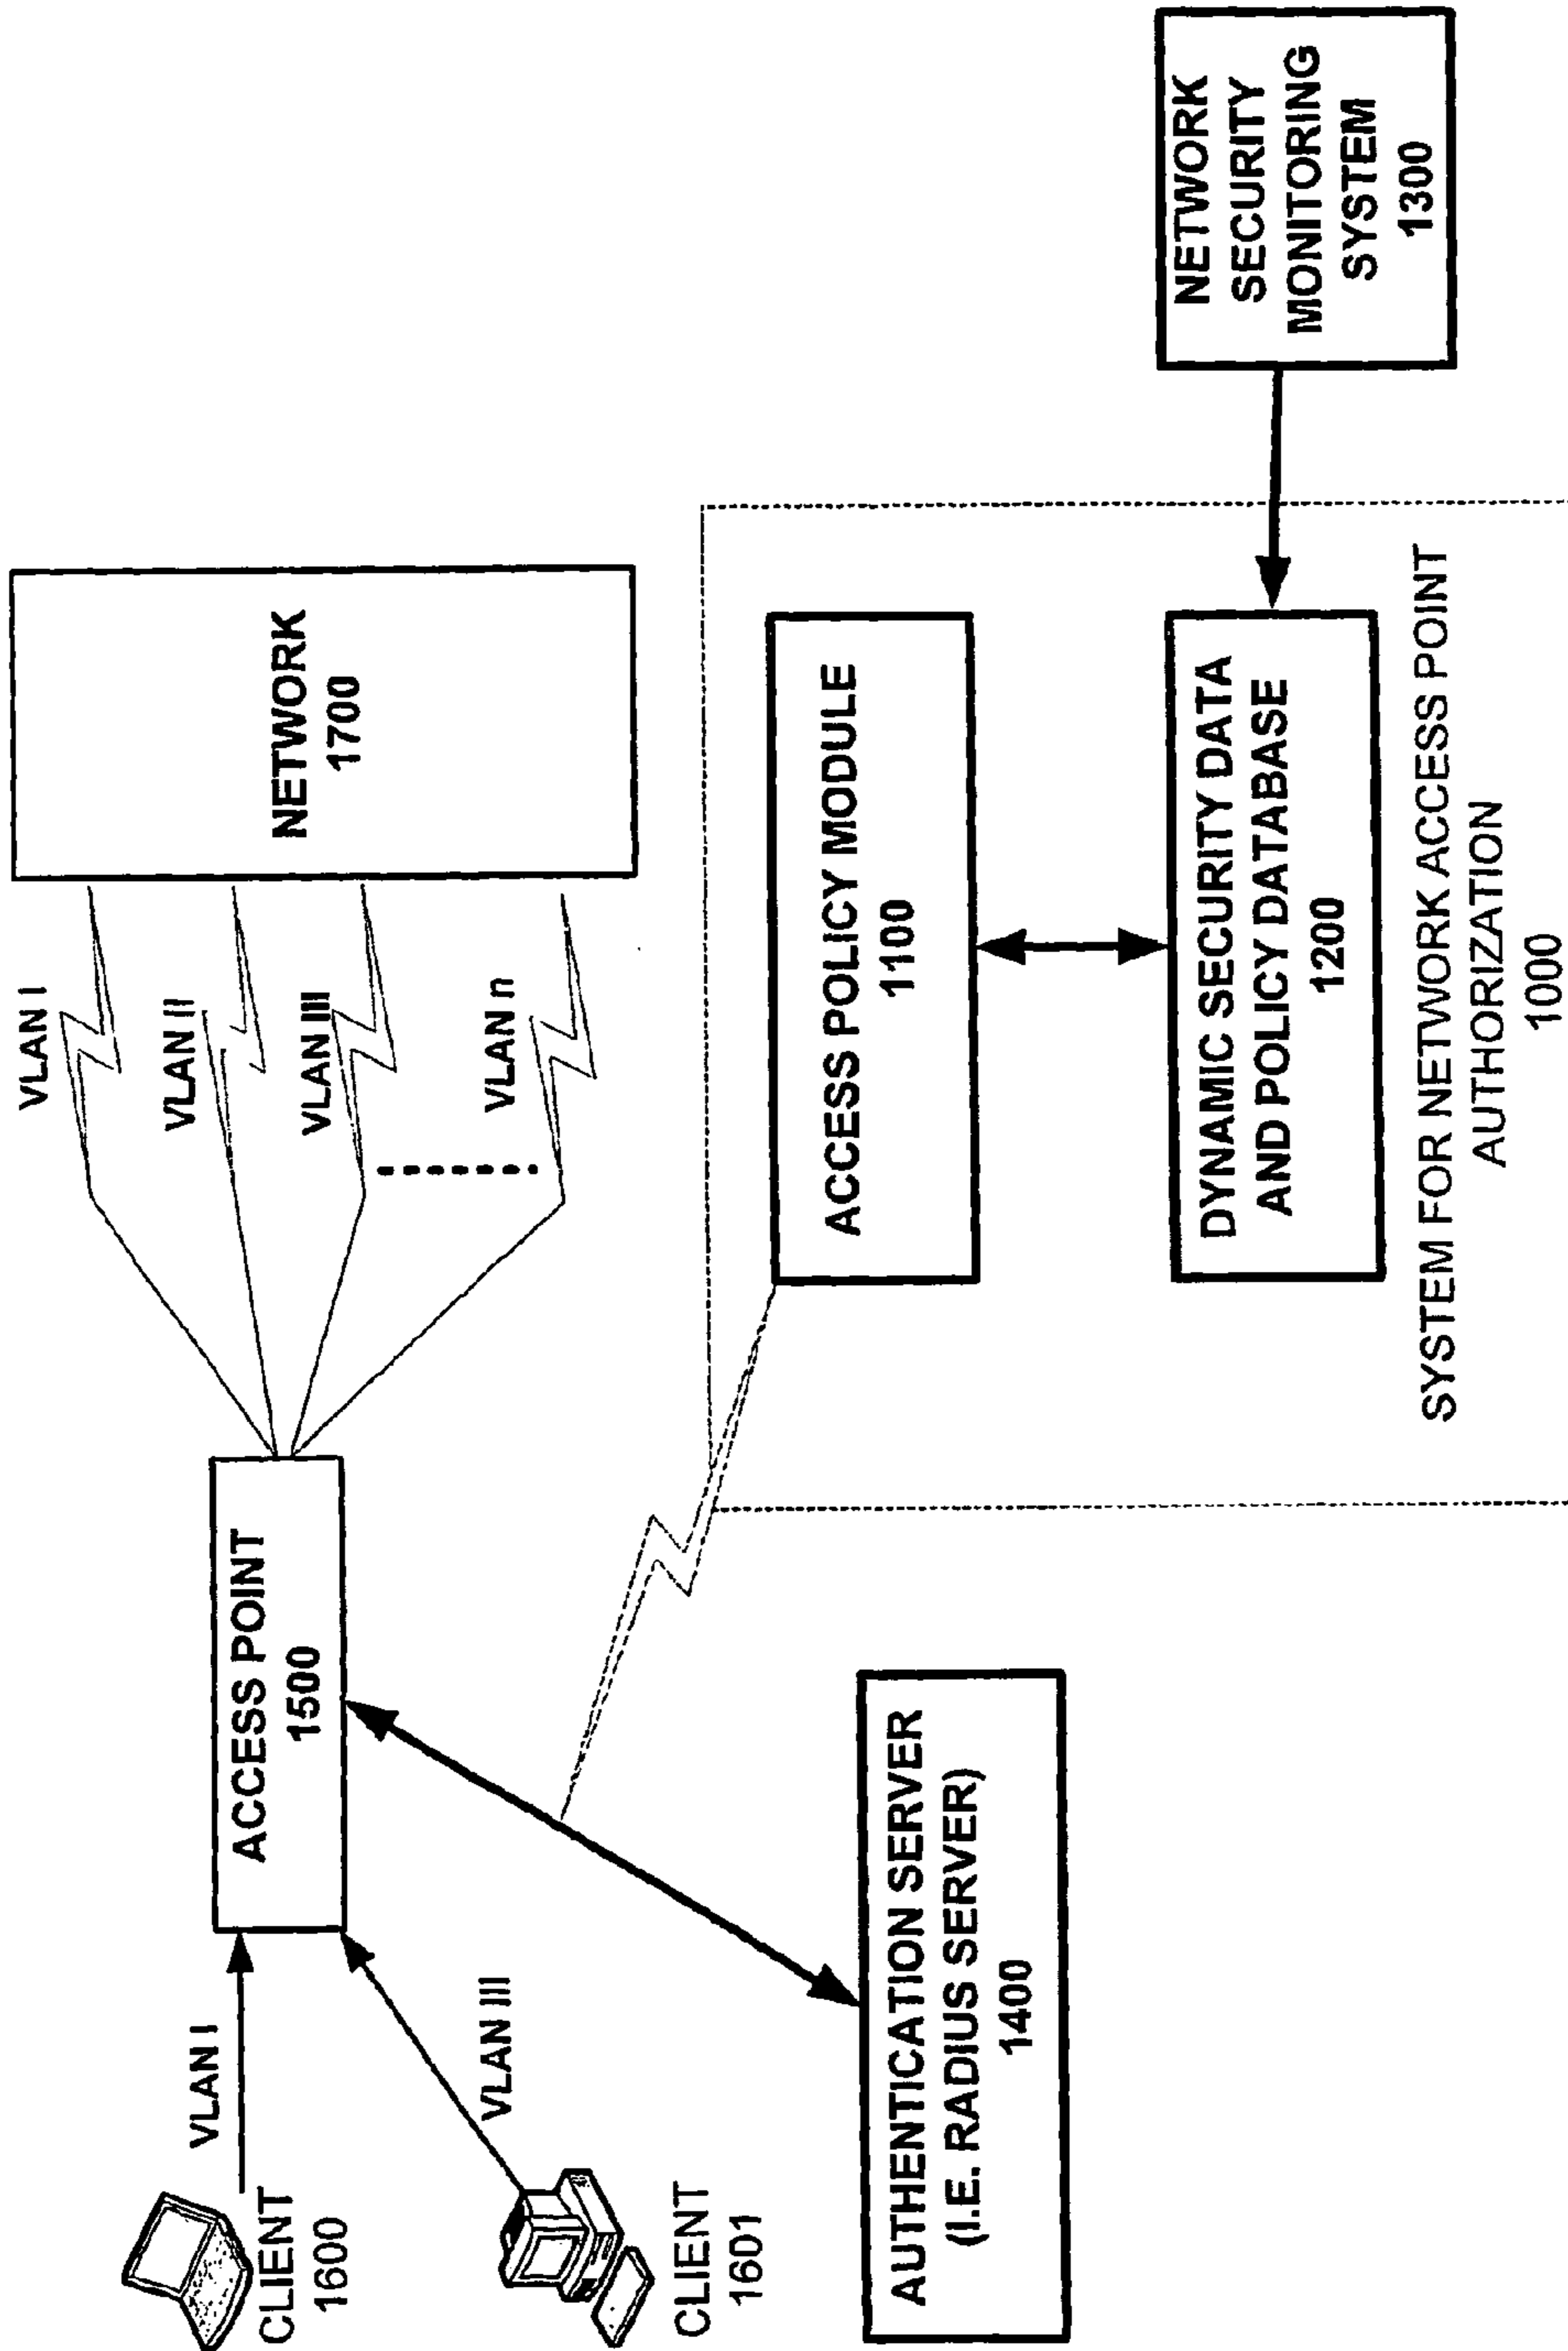 CLIENT
1600
VLAN I
CLIENT
1601
VLAN III
ACCESS POINT
1500
VLAN I
VLAN II
VLAN III
VLAN n
NETWORK
1700
AUTHENTICATION SERVER
(I.E. RADIUS SERVER)
1400
ACCESS POLICY MODULE
1100
DYNAMIC SECURITY DATA
AND POLICY DATABASE
1200
SYSTEM FOR NETWORK ACCESS POINT
AUTHORIZATION
1000
NETWORK
SECURITY
MONITORING
SYSTEM
1300